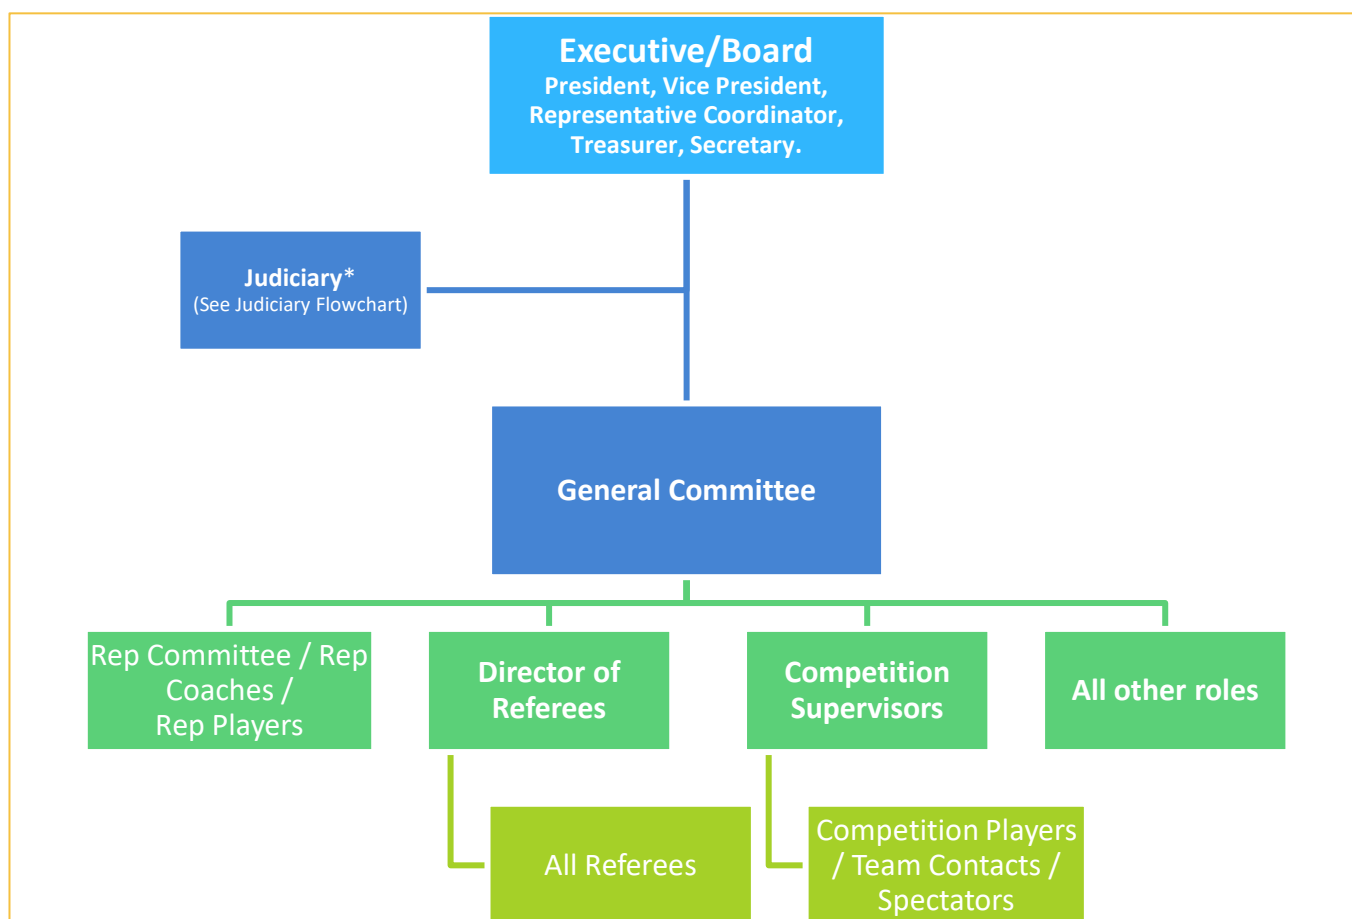 Executive/Board
President, Vice President,
Representative Coordinator,
Treasurer, Secretary.
Judiciary*
(See Judiciary Flowchart)
General Committee
Rep Committee / Rep
Coaches /
Rep Players
Director of
Referees
Competition
Supervisors
All other roles
All Referees
Competition Players
/ Team Contacts /
Spectators